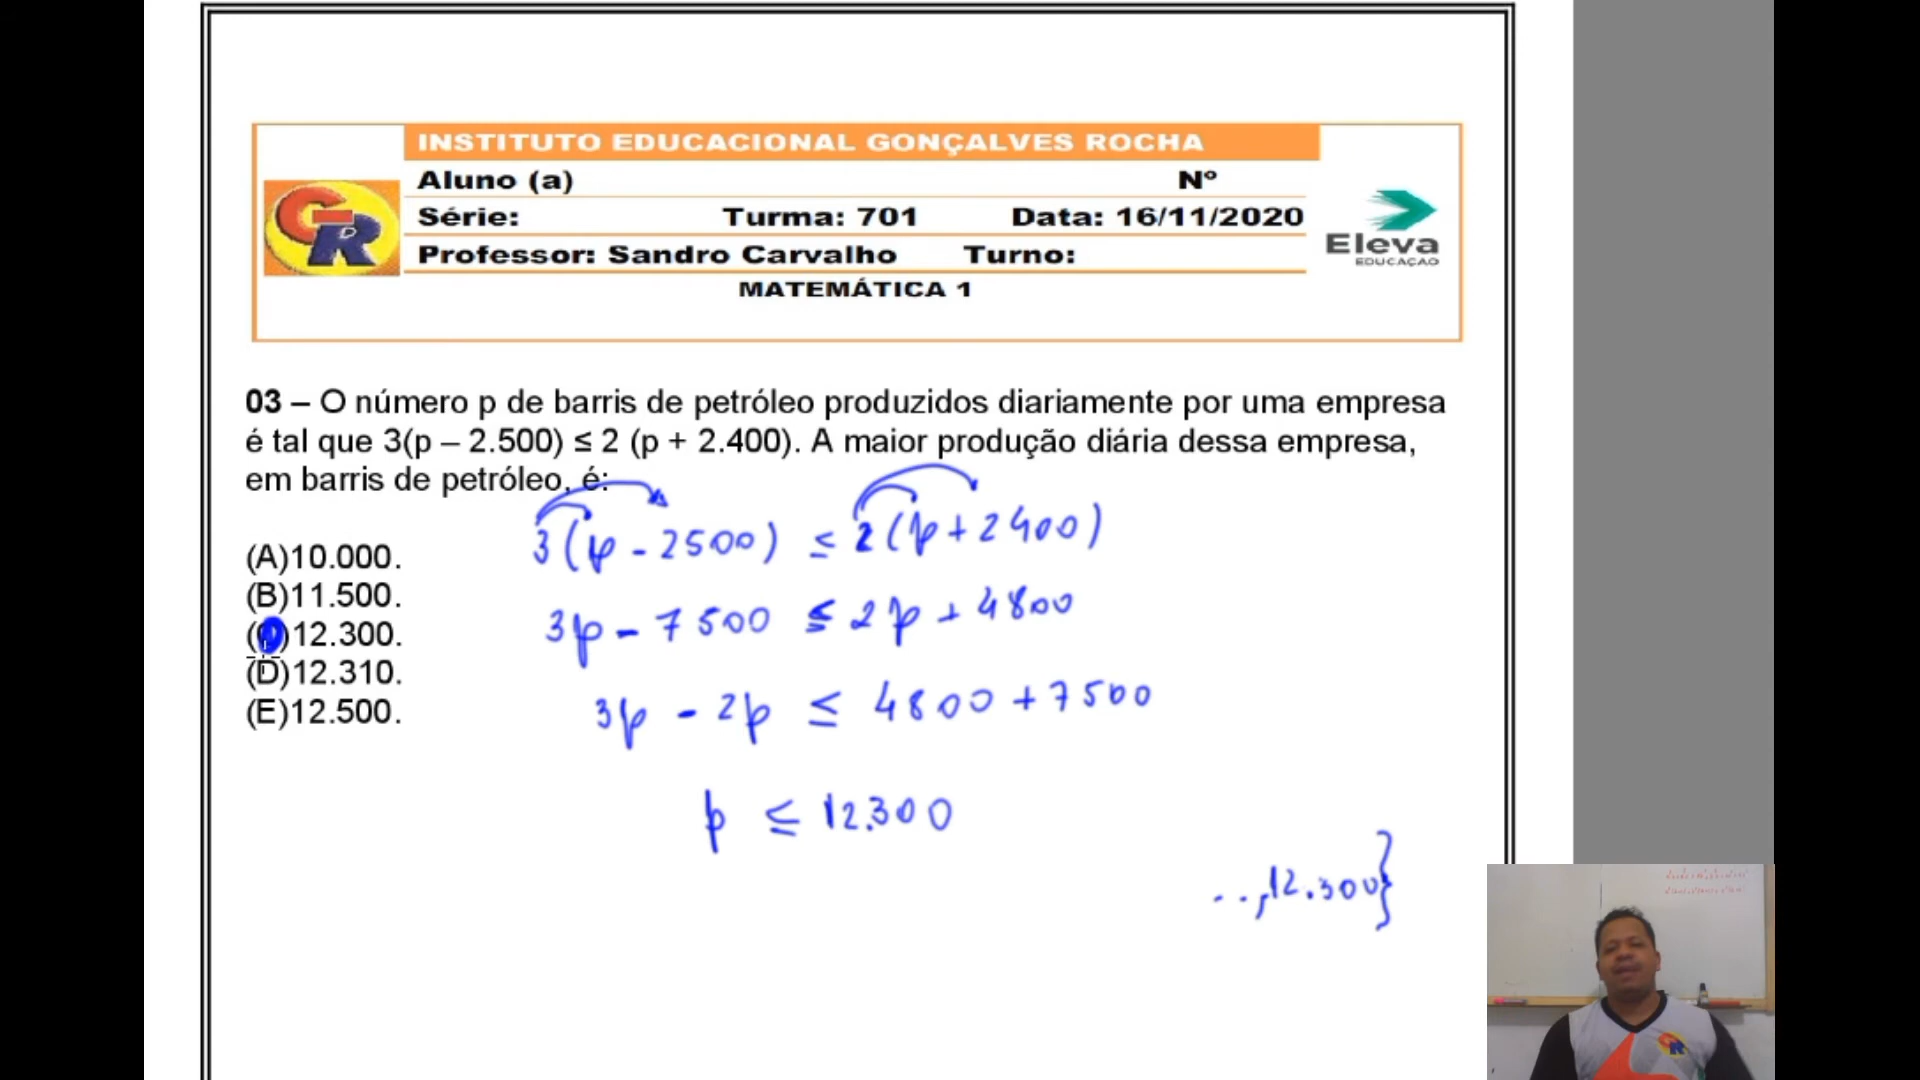 INSTITUTO EDUCACIONAL GONÇALVES ROCHA
Aluno (a) Nº
Série: Turma: 701 Data: 16/11/2020
Professor: Sandro Carvalho Turno:
MATEMÁTICA 1
GR
Eleva
EDUCAÇÃO
03 – O número p de barris de petróleo produzidos diariamente por uma empresa
é tal que 3(p – 2.500) ≤ 2 (p + 2.400). A maior produção diária dessa empresa,
em barris de petróleo, é:
(A)10.000.
(B)11.500.
(C)12.300.
(D)12.310.
(E)12.500.
3(p - 2500) ≤ 2(p + 2400)
3p - 7500 ≤ 2p + 4800
3p - 2p ≤ 4800 + 7500
p ≤ 12.300
..,12.300}
GR